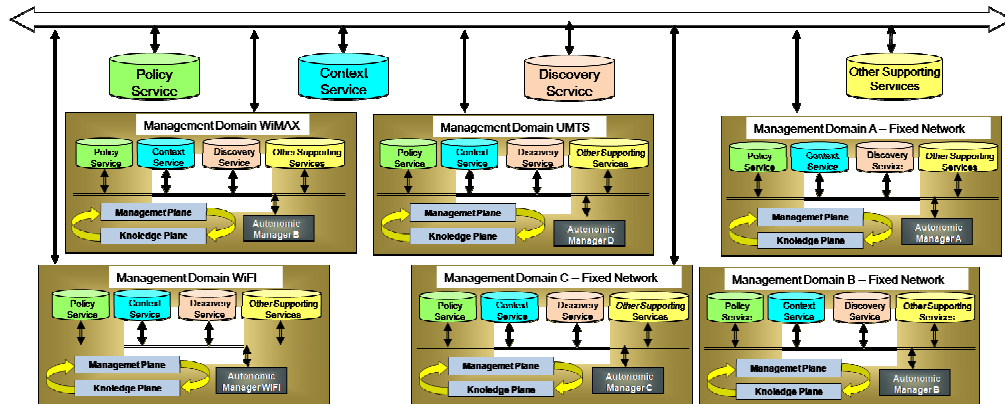 Policy
Service
Context
Service
Discovery
Service
Other Supporting
Services
Management Domain WiMAX
Policy
Service
Context
Service
Discovery
Service
Other Supporting
Services
Managemet Plane
Knoledge Plane
Autonomic
Manager B
Management Domain UMTS
Policy
Service
Context
Service
Discovery
Service
Other Supporting
Services
Managemet Plane
Knoledge Plane
Autonomic
Manager D
Management Domain A – Fixed Network
Policy
Service
Context
Service
Discovery
Service
Other Supporting
Services
Managemet Plane
Knoledge Plane
Autonomic
Manager A
Management Domain WiFI
Policy
Service
Context
Service
Discovery
Service
Other Supporting
Services
Managemet Plane
Knoledge Plane
Autonomic
Manager WIFI
Management Domain C – Fixed Network
Policy
Service
Context
Service
Discovery
Service
Other Supporting
Services
Managemet Plane
Knoledge Plane
Autonomic
Manager C
Management Domain B – Fixed Network
Policy
Service
Context
Service
Discovery
Service
Other Supporting
Services
Managemet Plane
Knoledge Plane
Autonomic
Manager B